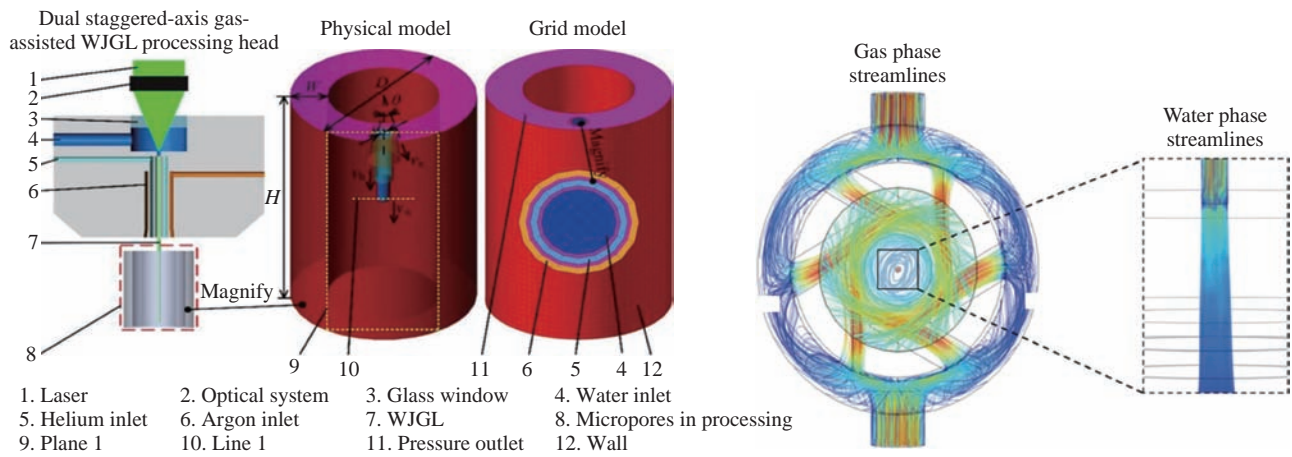 Dual staggered-axis gas-
assisted WJGL processing head
Physical model
Grid model
1
2
3
4
5
6
7
8
H
W
D
Magnify
Magnify
9
10
11
6
5
4
12
1. Laser
2. Optical system
3. Glass window
4. Water inlet
5. Helium inlet
6. Argon inlet
7. WJGL
8. Micropores in processing
9. Plane 1
10. Line 1
11. Pressure outlet
12. Wall
Gas phase
streamlines
Water phase
streamlines